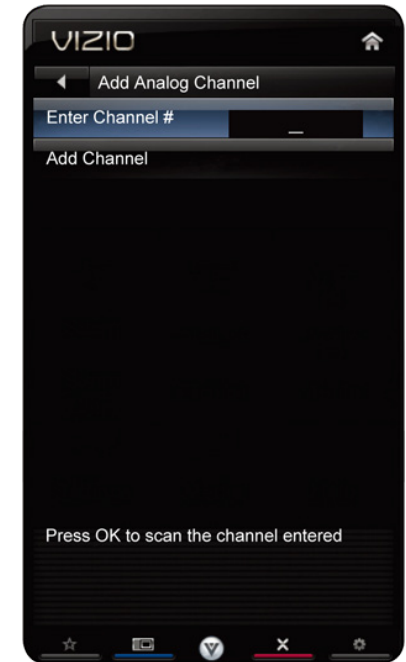 VIZIO
Add Analog Channel
Enter Channel # _
Add Channel
Press OK to scan the channel entered
V